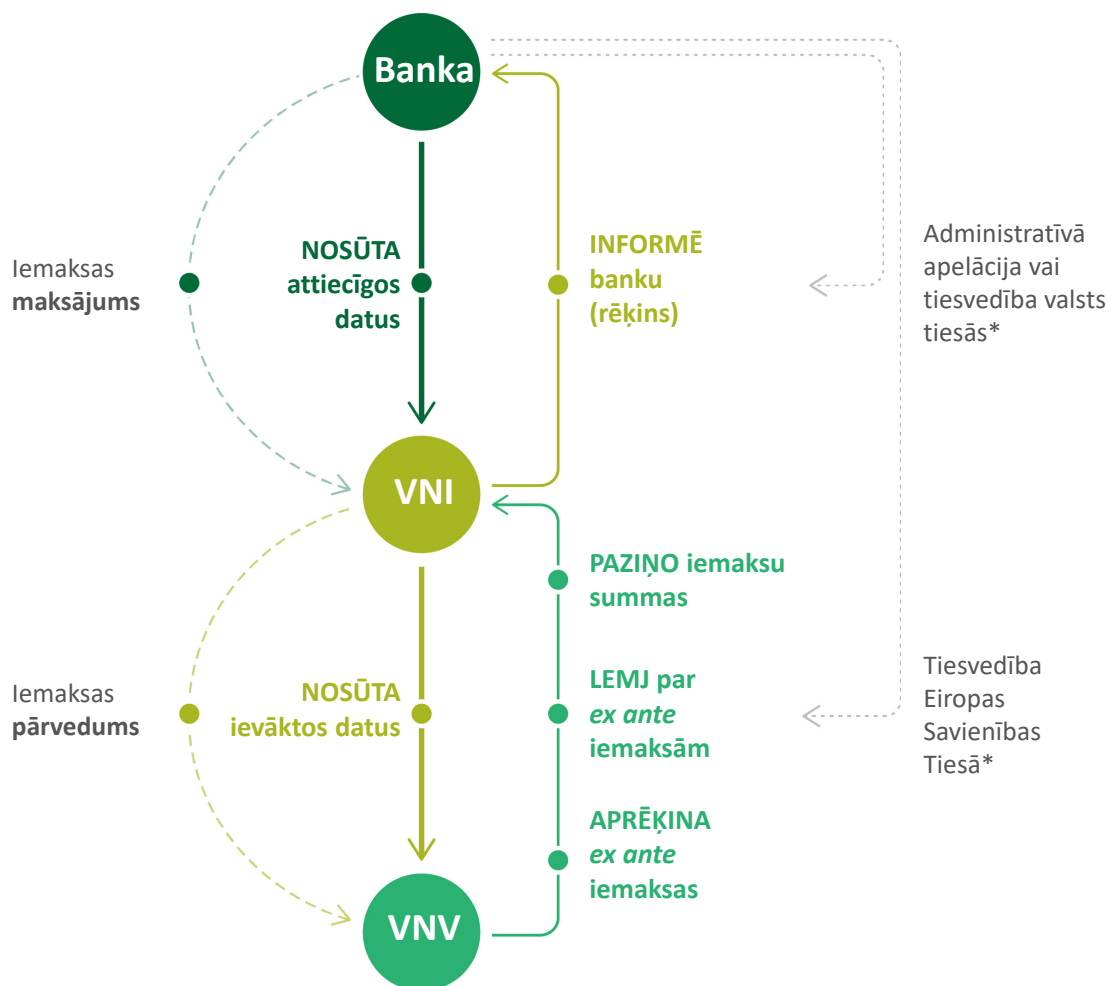 Banka
Iemaksas
maksājums
NOSŪTA
attiecīgos
datus
INFORMĒ
banku
(rēķins)
Administratīvā
apelācija vai
tiesvedība valsts
tiesās*
VNI
PAZIŅO iemaksu
summas
Iemaksas
pārvedums
NOSŪTA
ievāktos datus
LEMJ par
ex ante
iemaksām
Tiesvedība
Eiropas
Savienības
Tiesā*
APRĒĶINA
ex ante
iemaksas
VNV